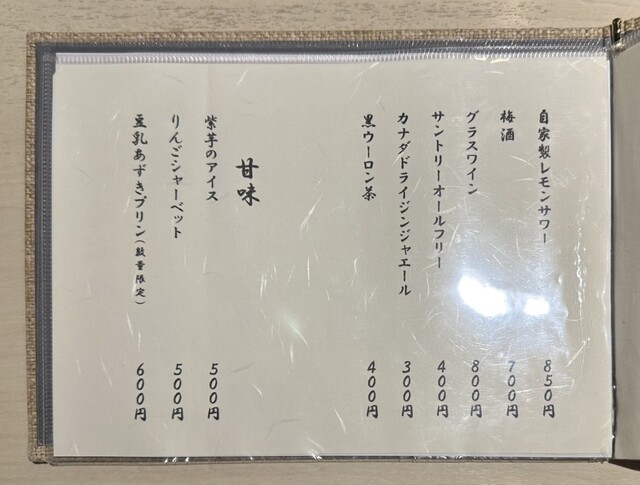 自家製レモンサワー 850円
梅酒 700円
グラスワイン 800円
サントリーオールフリー 400円
カナダドライジンジャエール 300円
黒ウーロン茶 400円
甘味
紫芋のアイス 500円
りんごシャーベット 500円
豆乳あずきプリン(数量限定) 600円